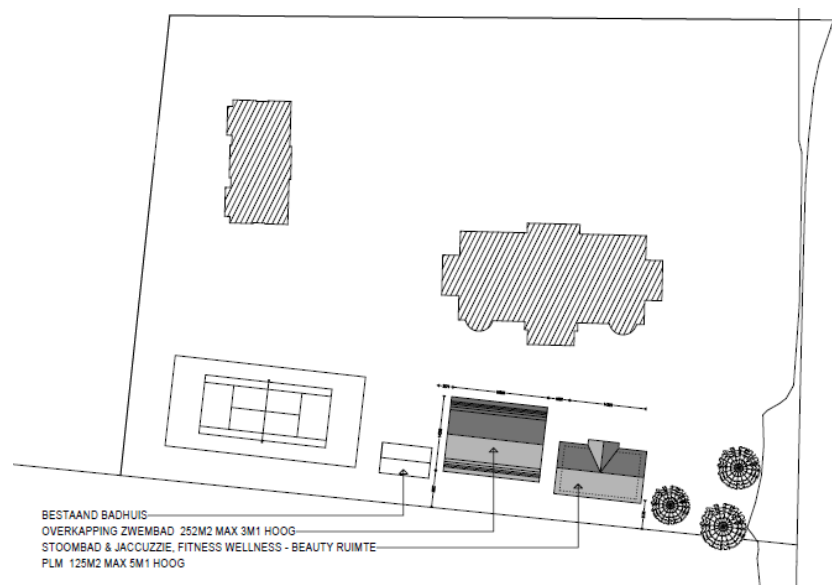 BESTAAND BADHUIS
OVERKAPPING ZWEMBAD 252M2 MAX 3M1 HOOG
STOOMBAD & JACCUZZIE, FITNESS WELLNESS - BEAUTY RUIMTE
PLM 125M2 MAX 5M1 HOOG